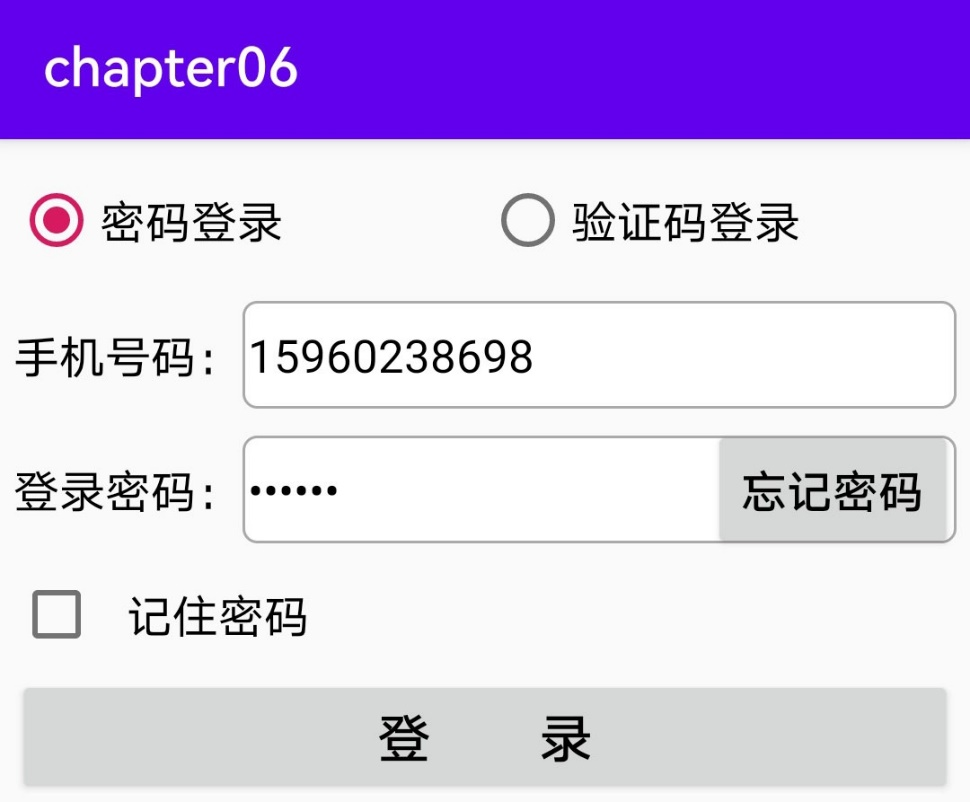 chapter06
密码登录 验证码登录
手机号码： 15960238698
登录密码： •••••• 忘记密码
记住密码
登 录